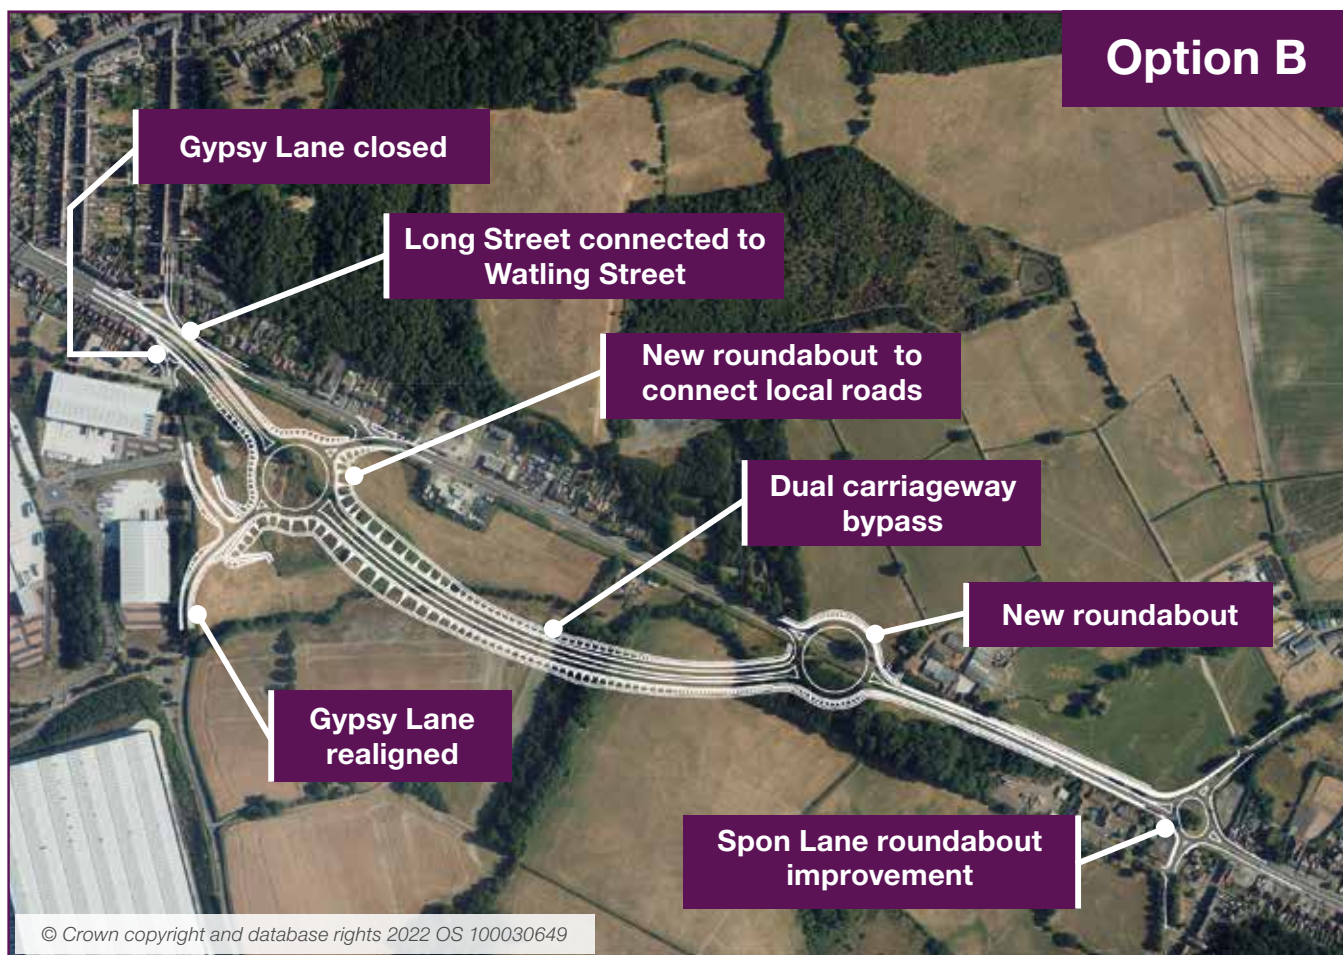 Option B
Gypsy Lane closed
Long Street connected to
Watling Street
New roundabout to
connect local roads
Dual carriageway
bypass
New roundabout
Gypsy Lane
realigned
Spon Lane roundabout
improvement
© Crown copyright and database rights 2022 OS 100030649